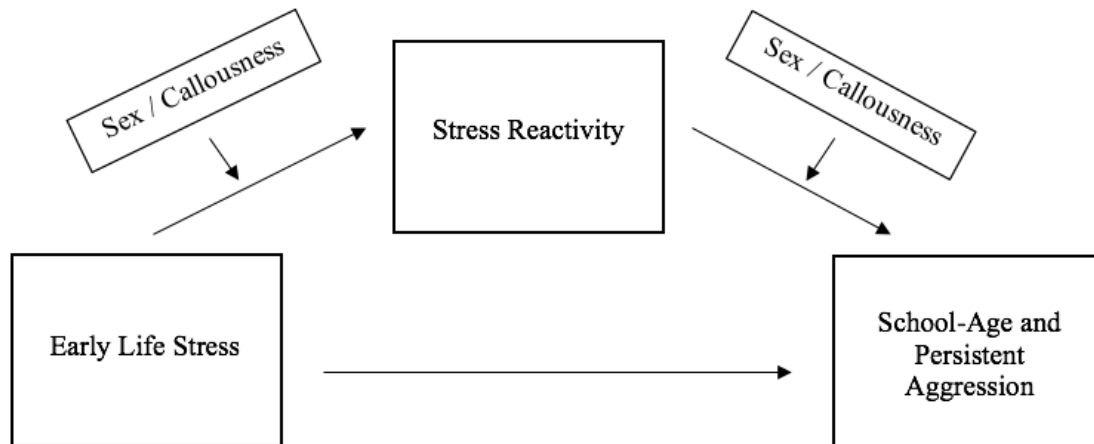 Sex / Callousness
Sex / Callousness
Stress Reactivity
Early Life Stress
School-Age and
Persistent
Aggression